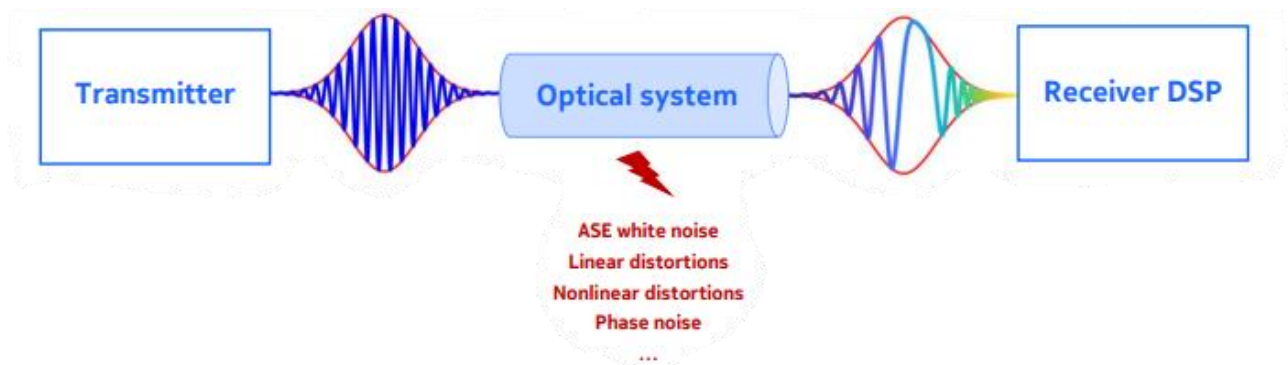 Transmitter
Optical system
Receiver DSP
ASE white noise
Linear distortions
Nonlinear distortions
Phase noise
...